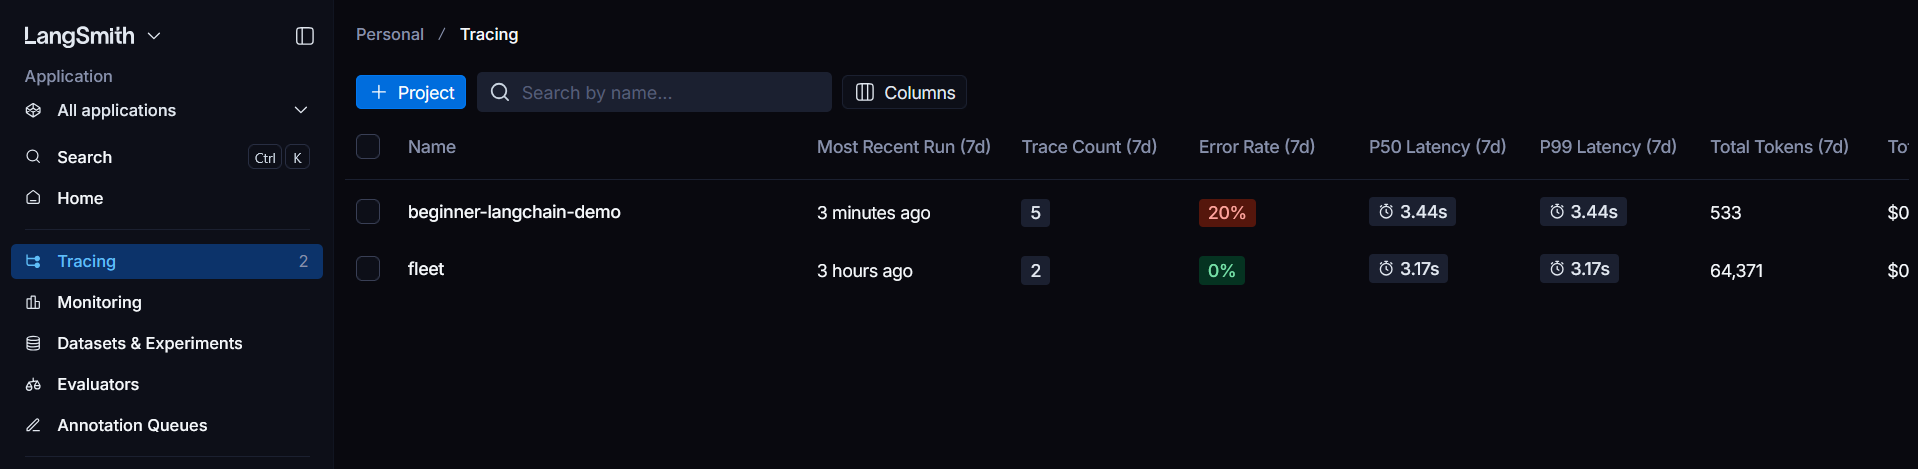 LangSmith
Application
All applications
Search Ctrl K
Home
Tracing 2
Monitoring
Datasets & Experiments
Evaluators
Annotation Queues
Personal / Tracing
+ Project Search by name... Columns
Name Most Recent Run (7d) Trace Count (7d) Error Rate (7d) P50 Latency (7d) P99 Latency (7d) Total Tokens (7d)
beginner-langchain-demo 3 minutes ago 5 20% 3.44s 3.44s 533 $0
fleet 3 hours ago 2 0% 3.17s 3.17s 64,371 $0